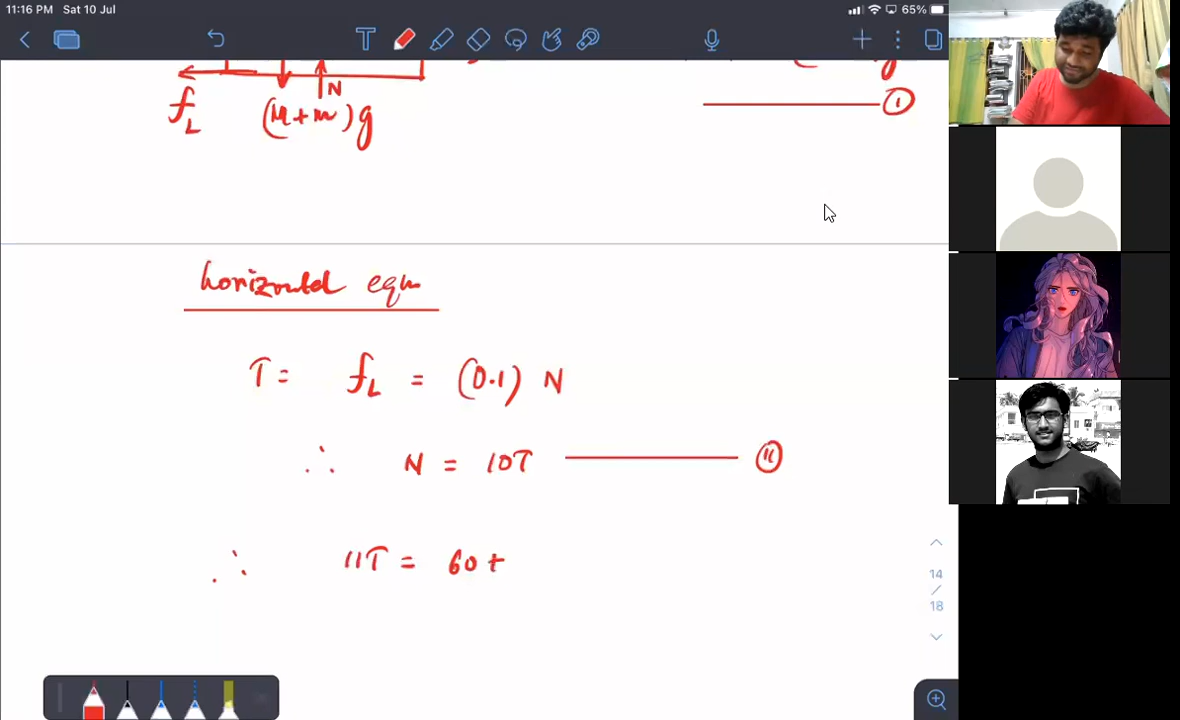 11:16 PM Sat 10 Jul 65%
T
N
f_L (M+m)g
①
horizontal eqn
T = f_L = (0.1) N
∴ N = 10T ⑪
∴ 11T = 60 +
14
/
18